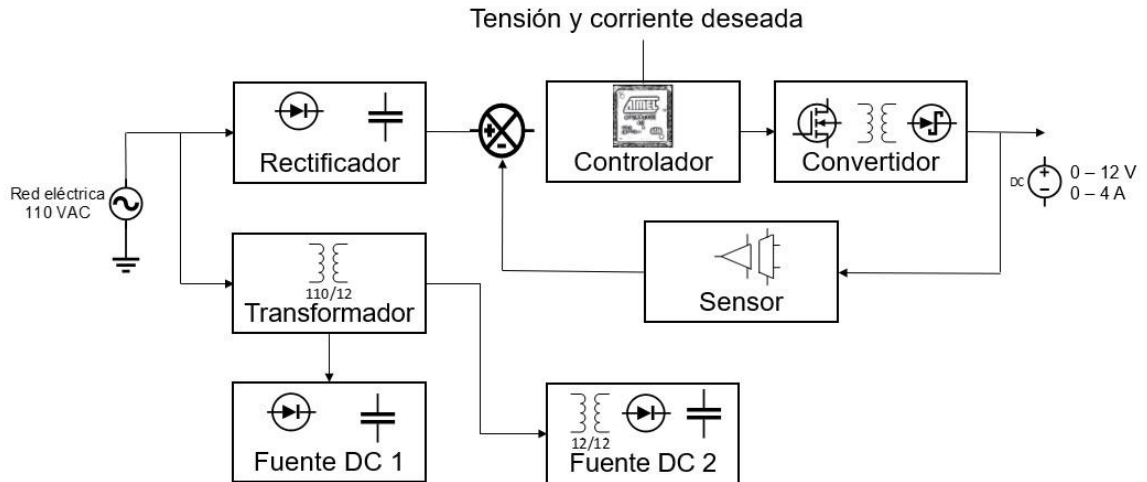 Tensión y corriente deseada
Rectificador
ATMEL
Controlador
Convertidor
Red eléctrica
110 VAC
DC
0 – 12 V
0 – 4 A
110/12
Transformador
Sensor
Fuente DC 1
12/12
Fuente DC 2